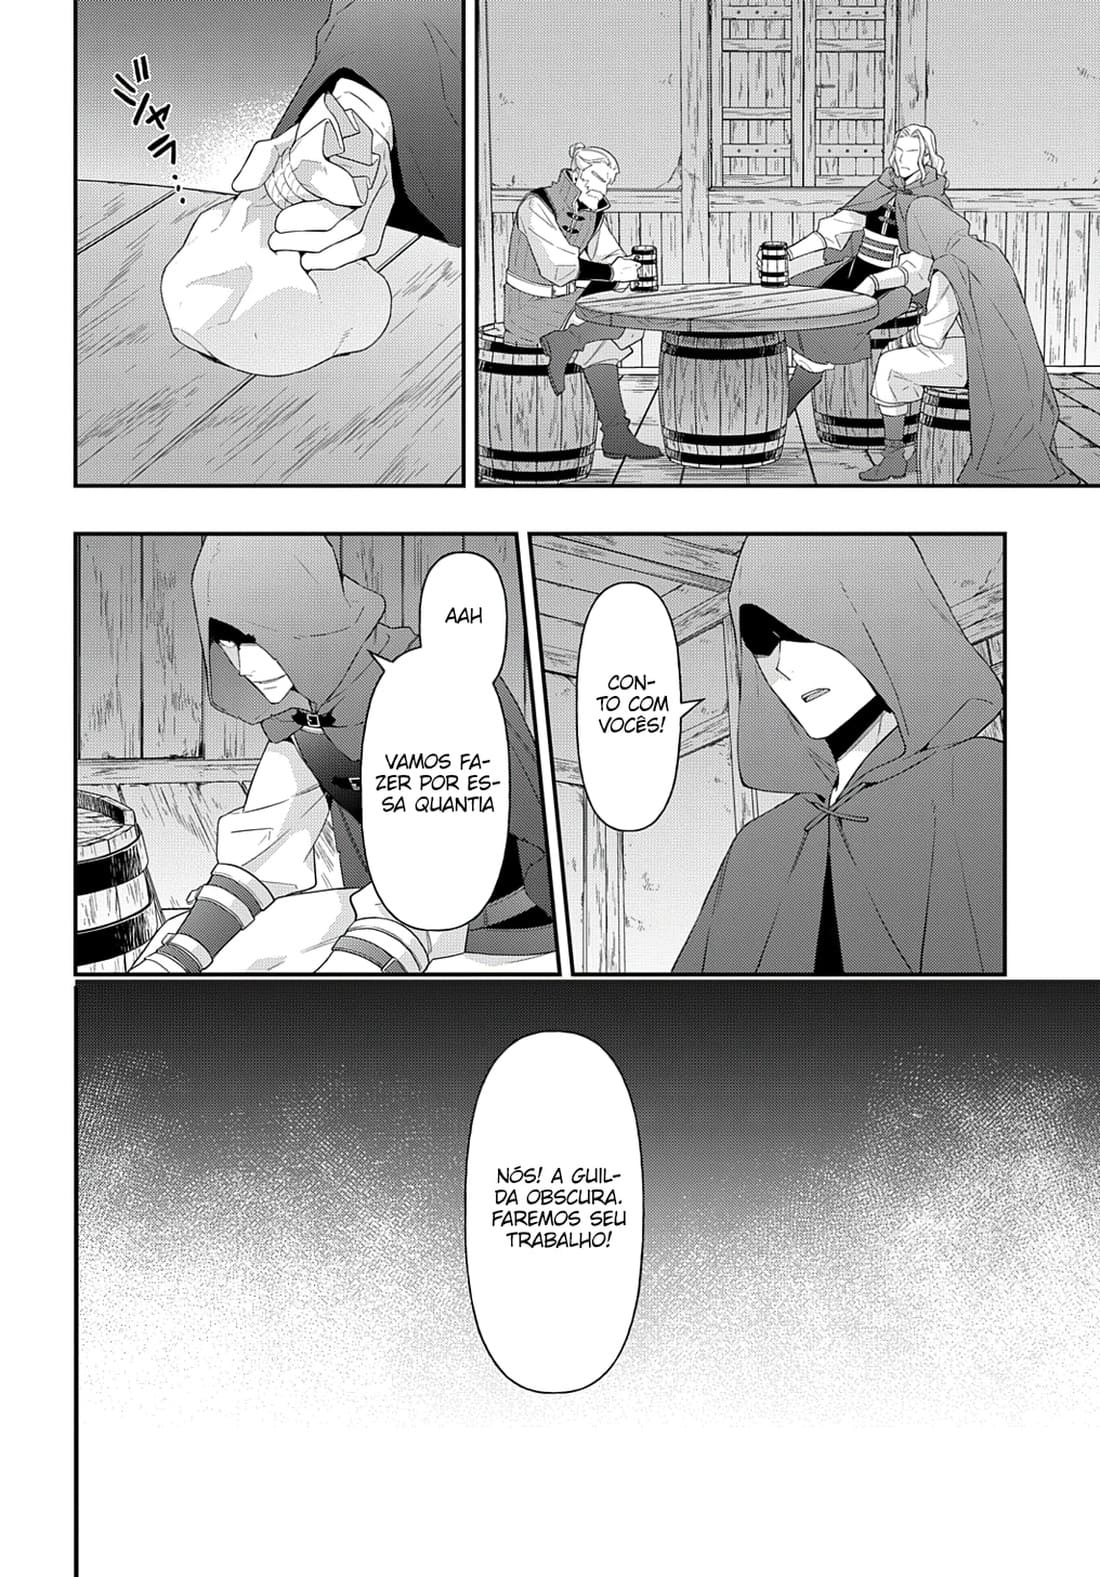 ジャラ...
CON-
TO COM
VOCÊS!
AAH
VAMOS FA-
ZER POR ES-
SA QUANTIA
NÓS! A GUIL-
DA OBSCURA.
FAREMOS SEU
TRABALHO!